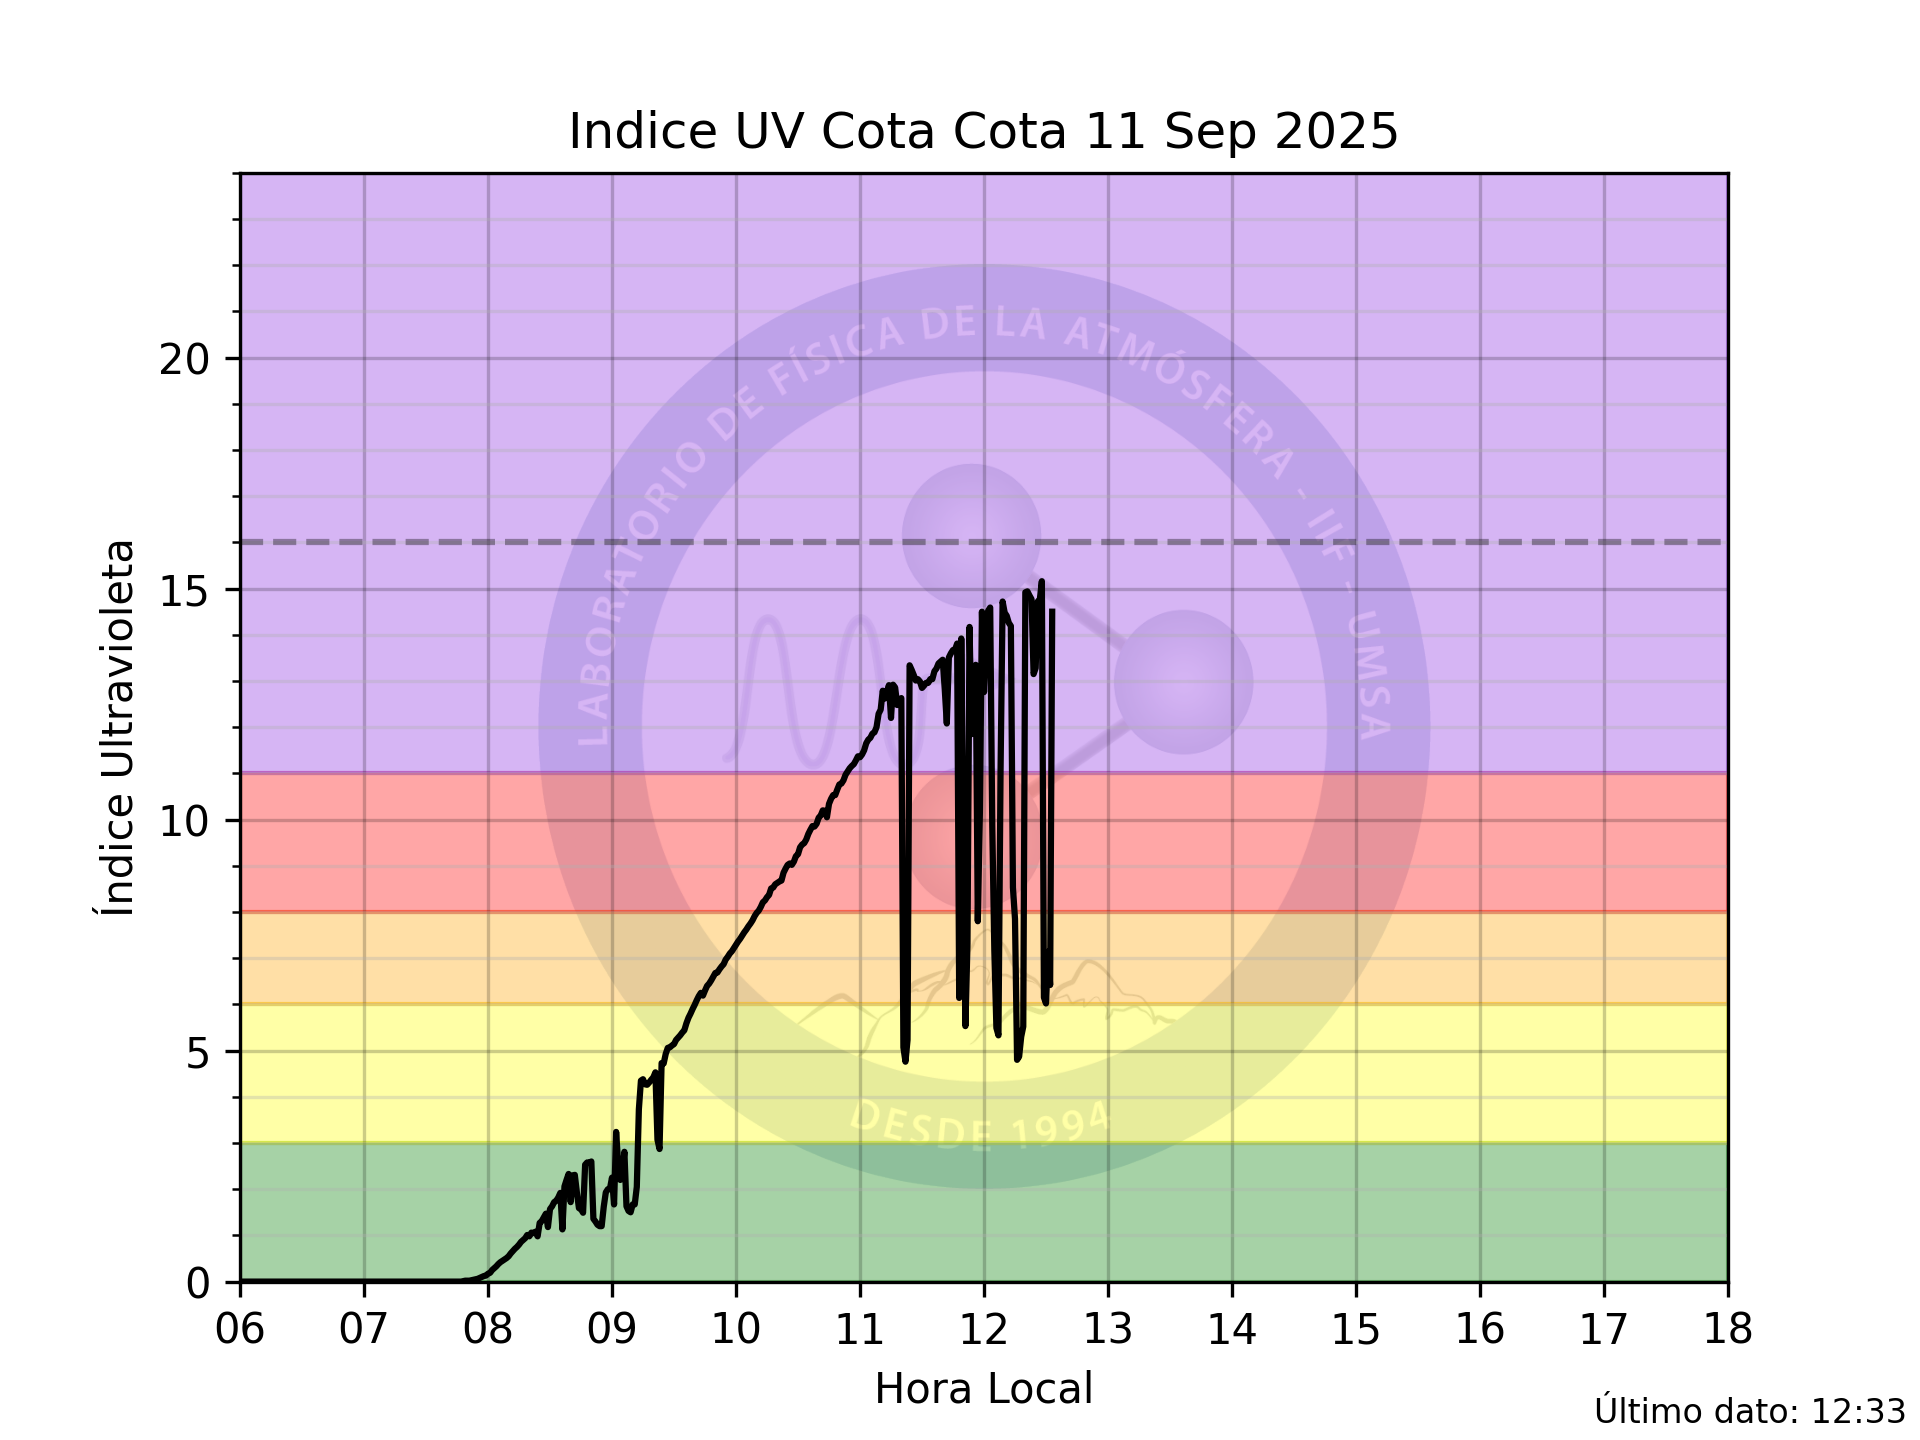 Indice UV Cota Cota 11 Sep 2025
LABORATORIO DE FÍSICA DE LA ATMÓSFERA - IIF - UMSA
DESDE 1994
Índice Ultravioleta
20
15
10
5
0
06 07 08 09 10 11 12 13 14 15 16 17 18
Hora Local
Último dato: 12:33